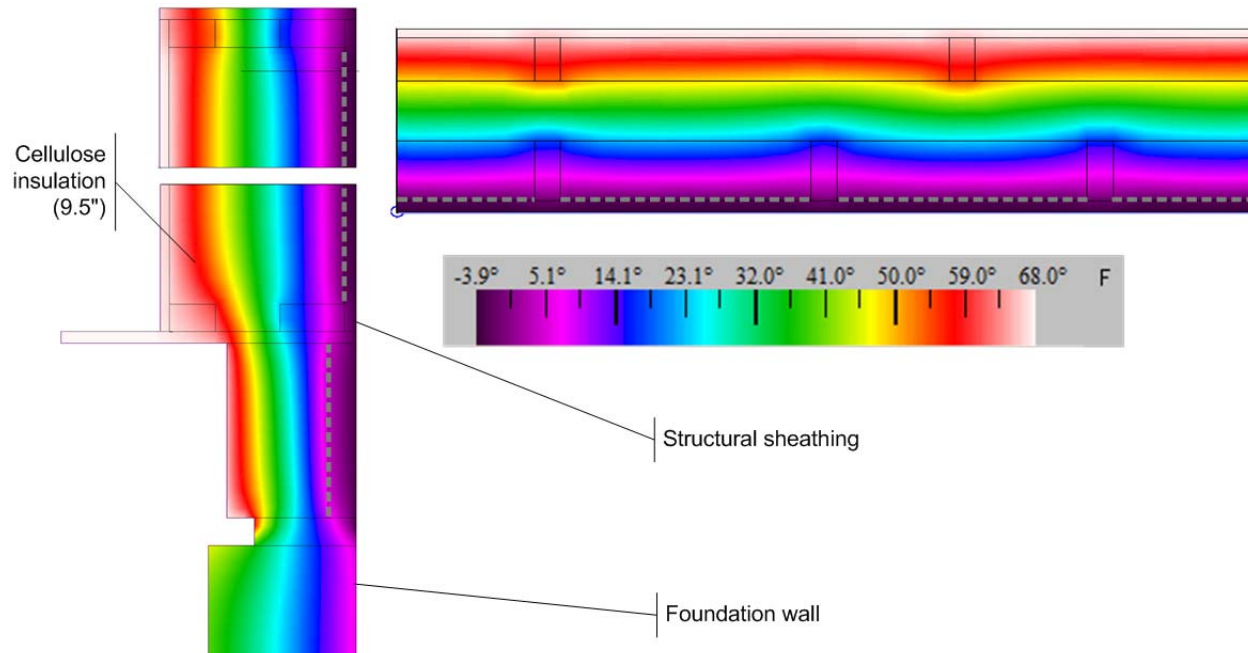 Cellulose
insulation
(9.5")
-3.9° 5.1° 14.1° 23.1° 32.0° 41.0° 50.0° 59.0° 68.0° F
Structural sheathing
Foundation wall